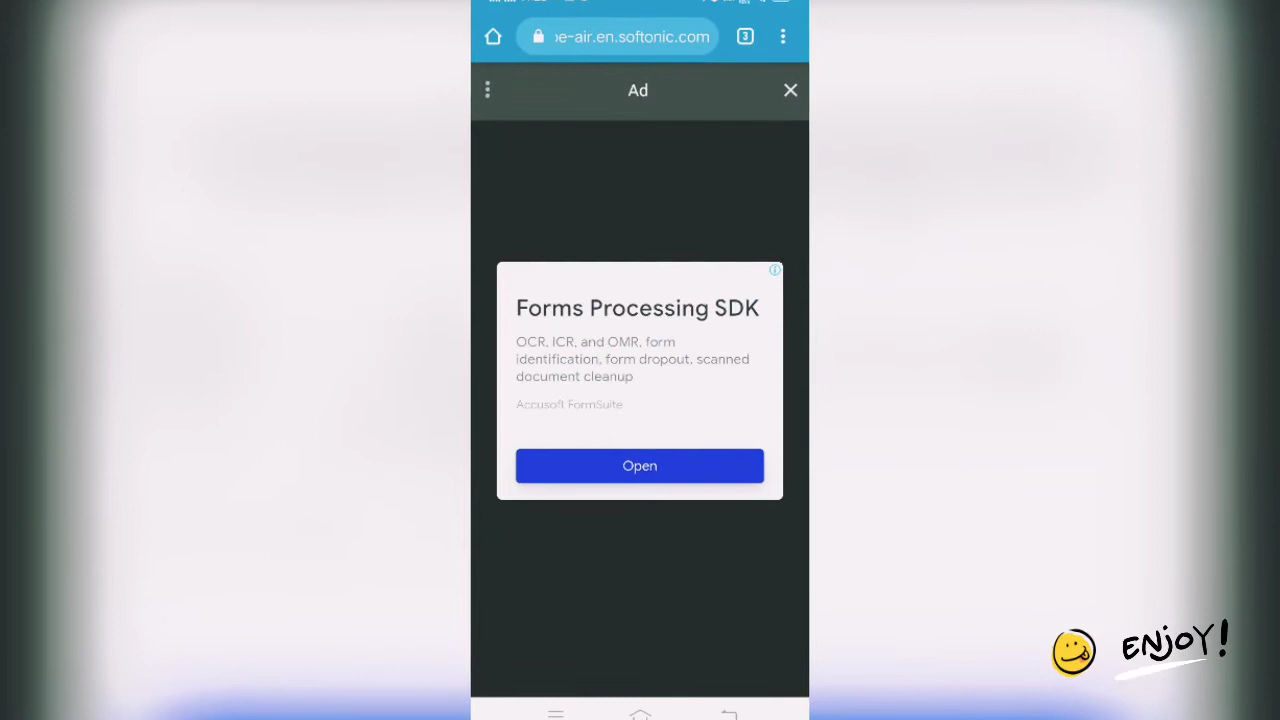 oe-air.en.softonic.com
3
Ad
Forms Processing SDK
OCR, ICR, and OMR, form
identification, form dropout, scanned
document cleanup
Accusoft FormSuite
Open
ENJOY!